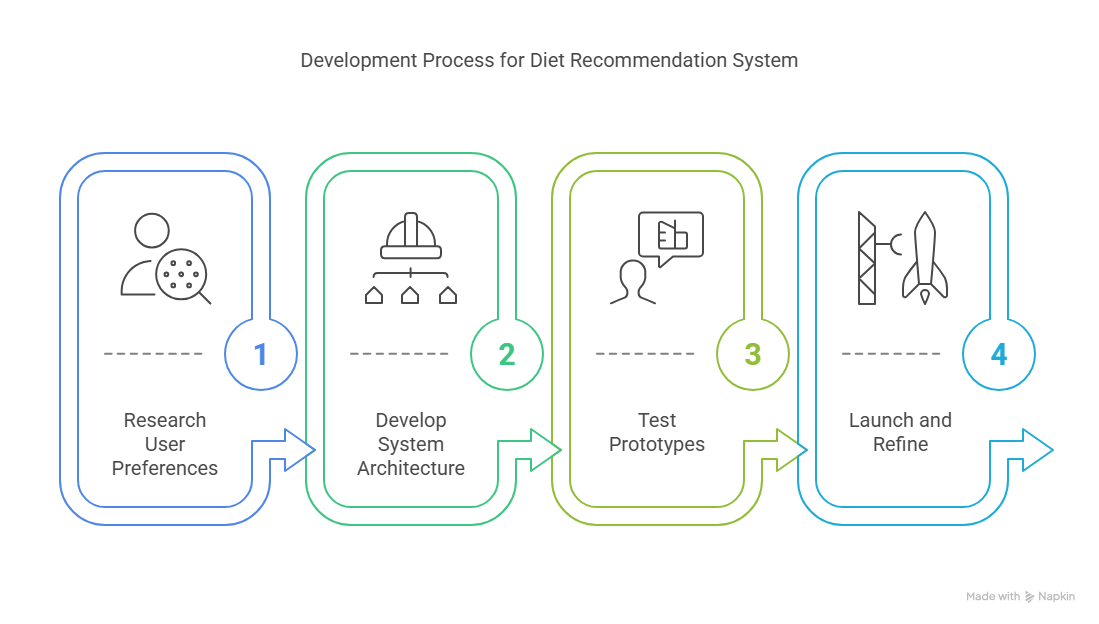 Development Process for Diet Recommendation System
1
2
3
4
Research
User
Preferences
Develop
System
Architecture
Test
Prototypes
Launch and
Refine
Made with Napkin